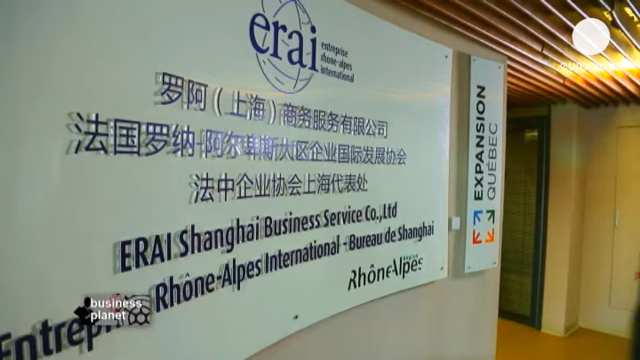 erai
entreprise
rhône-alpes
international
罗阿（上海）商务服务有限公司
法国罗纳-阿尔卑斯大区企业国际发展协会
法中企业协会上海代表处
ERAI Shanghai Business Service Co.,Ltd
Rhône-Alpes International - Bureau de Shanghai
RhôneAlpes
EXPANSION
QUÉBEC
business
planet